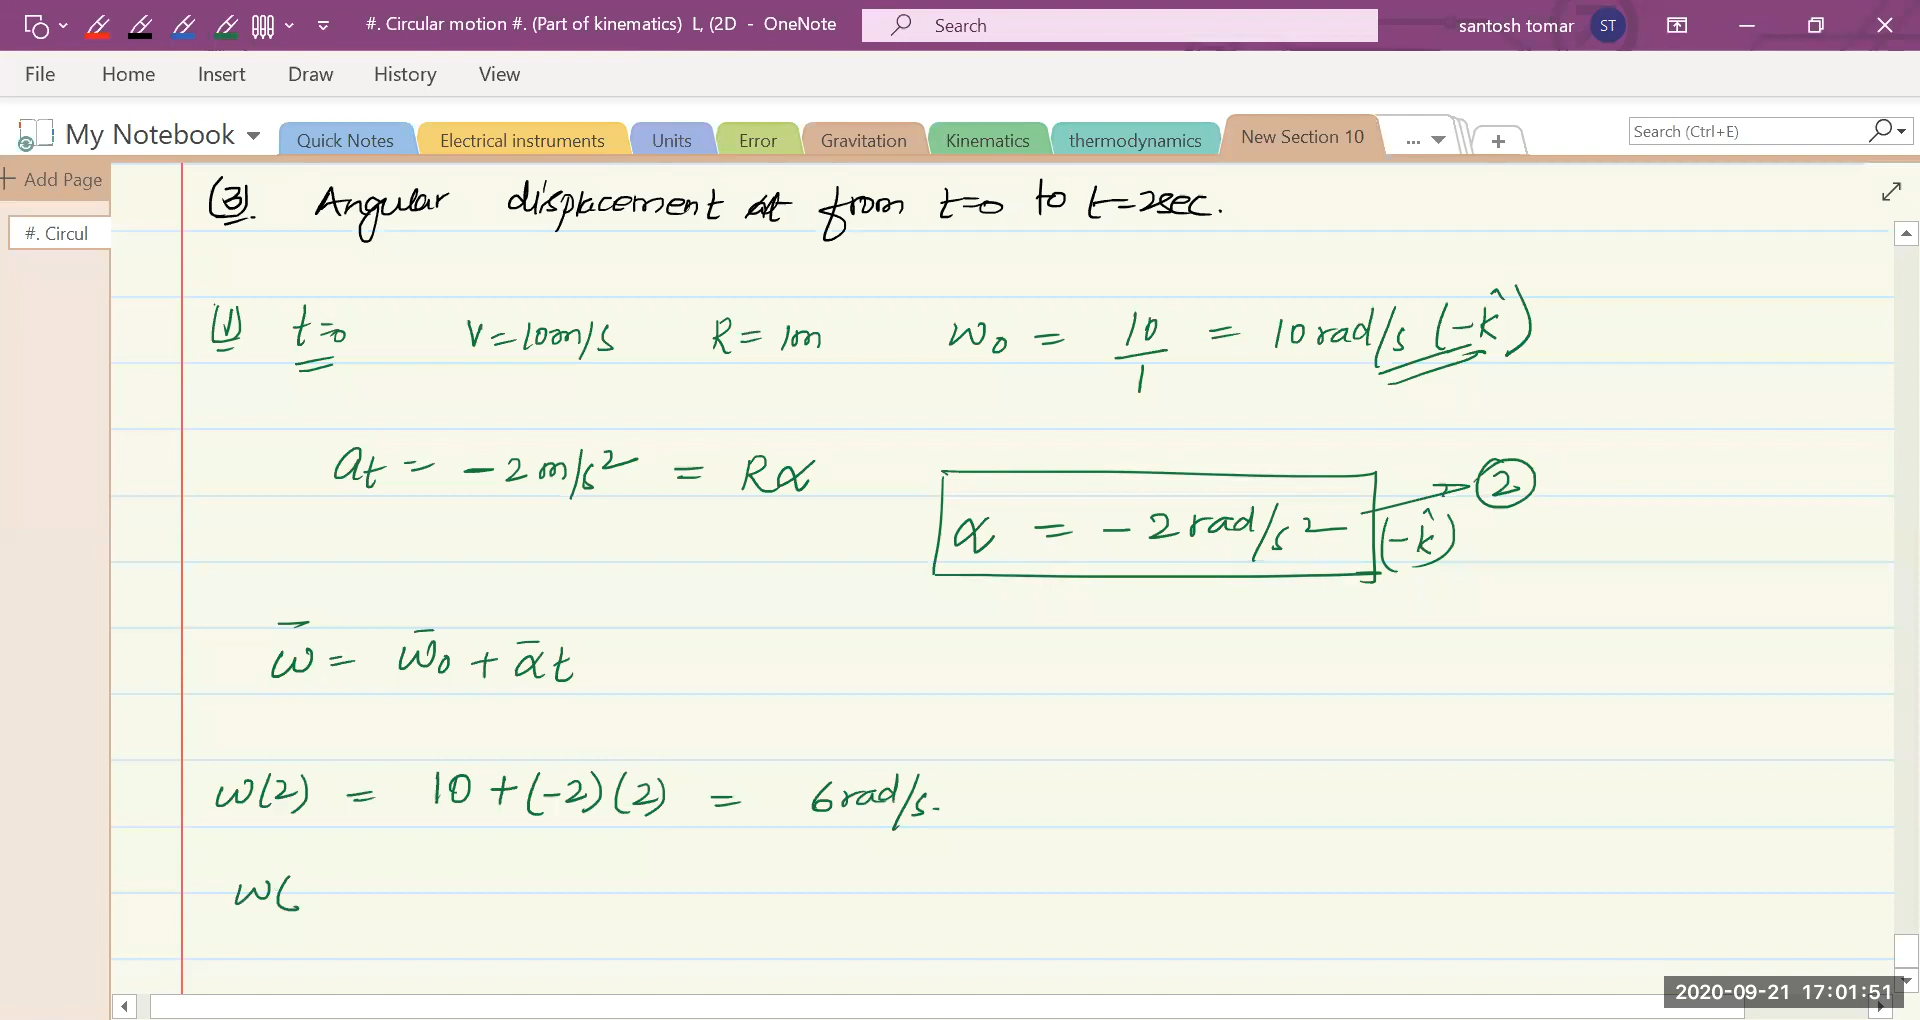 #. Circular motion #. (Part of kinematics) L, (2D - OneNote
Search
santosh tomar ST
File Home Insert Draw History View
My Notebook Quick Notes Electrical instruments Units Error Gravitation Kinematics thermodynamics New Section 10 ... + Search (Ctrl+E)
+ Add Page
#. Circul
(3). Angular displacement at from t=0 to t=2sec.
(1) t=0 V=10m/s R=1m ω₀ = 10/1 = 10 rad/s (-k̂)
at = -2m/s² = Rα
α = -2 rad/s² (-k̂) → ②
ω̄ = ω̄₀ + ᾱt
ω(2) = 10 + (-2)(2) = 6 rad/s.
ω(
2020-09-21 17:01:51